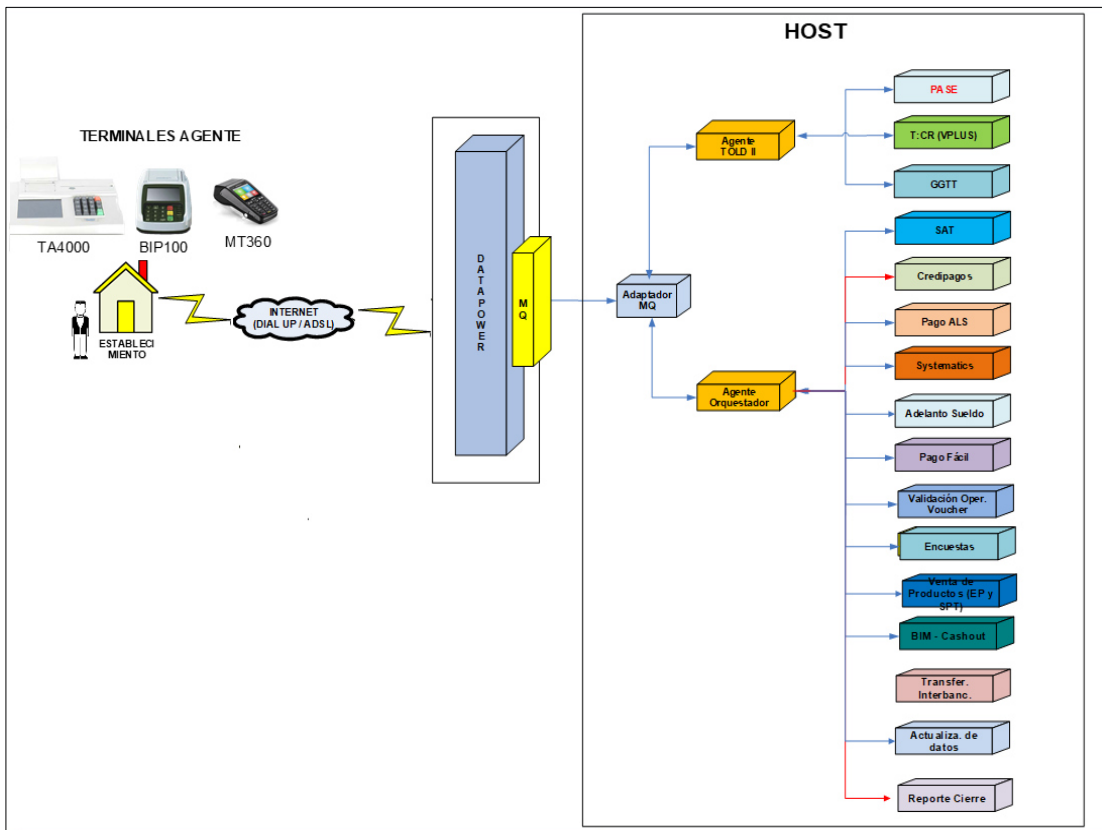 HOST
TERMINALES AGENTE
TA4000
BIP100
MT360
ESTABLECI
MIENTO
INTERNET
(DIAL UP / ADSL)
D
A
T
A
P
O
W
E
R
M
Q
Adaptador
MQ
Agente
TOLD II
Agente
Orquestador
PASE
T:CR (VPLUS)
GGTT
SAT
Credipagos
Pago ALS
Systematics
Adelanto Sueldo
Pago Fácil
Validación Oper.
Voucher
Encuestas
Venta de
Productos (EP y
SPT)
BIM - Cashout
Transfer.
Interbanc.
Actualiza. de
datos
Reporte Cierre